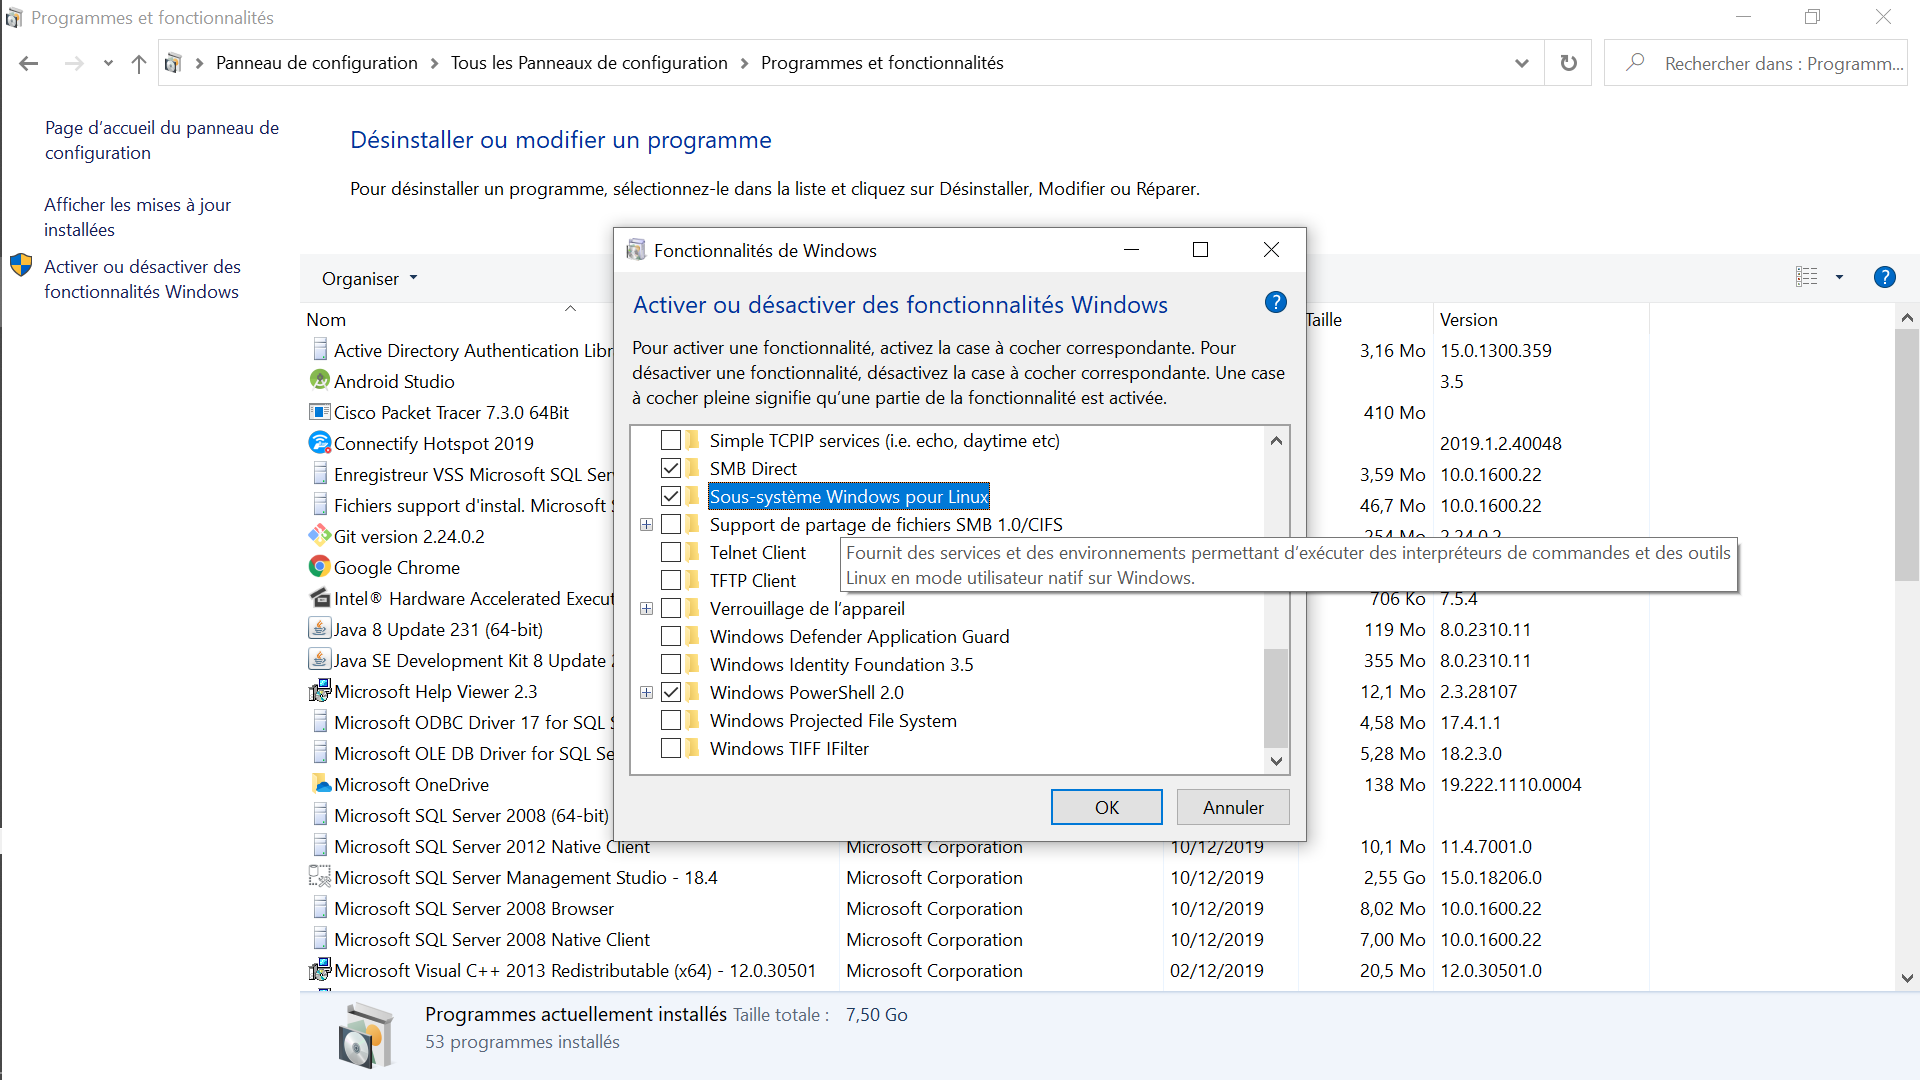 Programmes et fonctionnalités
Panneau de configuration > Tous les Panneaux de configuration > Programmes et fonctionnalités
Rechercher dans : Programm...
Page d'accueil du panneau de
configuration
Afficher les mises à jour
installées
Activer ou désactiver des
fonctionnalités Windows
Désinstaller ou modifier un programme
Pour désinstaller un programme, sélectionnez-le dans la liste et cliquez sur Désinstaller, Modifier ou Réparer.
Organiser
Nom Taille Version
Active Directory Authentication Libr 3,16 Mo 15.0.1300.359
Android Studio 3.5
Cisco Packet Tracer 7.3.0 64Bit 410 Mo
Connectify Hotspot 2019 2019.1.2.40048
Enregistreur VSS Microsoft SQL Ser 3,59 Mo 10.0.1600.22
Fichiers support d'instal. Microsoft 46,7 Mo 10.0.1600.22
Git version 2.24.0.2 254 Mo 2.24.0.2
Google Chrome
Intel® Hardware Accelerated Execut 706 Ko 7.5.4
Java 8 Update 231 (64-bit) 119 Mo 8.0.2310.11
Java SE Development Kit 8 Update 355 Mo 8.0.2310.11
Microsoft Help Viewer 2.3 12,1 Mo 2.3.28107
Microsoft ODBC Driver 17 for SQL 4,58 Mo 17.4.1.1
Microsoft OLE DB Driver for SQL Se 5,28 Mo 18.2.3.0
Microsoft OneDrive 138 Mo 19.222.1110.0004
Microsoft SQL Server 2008 (64-bit)
Microsoft SQL Server 2012 Native Client Microsoft Corporation 10/12/2019 10,1 Mo 11.4.7001.0
Microsoft SQL Server Management Studio - 18.4 Microsoft Corporation 10/12/2019 2,55 Go 15.0.18206.0
Microsoft SQL Server 2008 Browser Microsoft Corporation 10/12/2019 8,02 Mo 10.0.1600.22
Microsoft SQL Server 2008 Native Client Microsoft Corporation 10/12/2019 7,00 Mo 10.0.1600.22
Microsoft Visual C++ 2013 Redistributable (x64) - 12.0.30501 Microsoft Corporation 02/12/2019 20,5 Mo 12.0.30501.0
Programmes actuellement installés Taille totale : 7,50 Go
53 programmes installés
Fonctionnalités de Windows
Activer ou désactiver des fonctionnalités Windows
Pour activer une fonctionnalité, activez la case à cocher correspondante. Pour
désactiver une fonctionnalité, désactivez la case à cocher correspondante. Une case
à cocher pleine signifie qu'une partie de la fonctionnalité est activée.
Simple TCPIP services (i.e. echo, daytime etc)
SMB Direct
Sous-système Windows pour Linux
Support de partage de fichiers SMB 1.0/CIFS
Telnet Client
TFTP Client
Verrouillage de l'appareil
Windows Defender Application Guard
Windows Identity Foundation 3.5
Windows PowerShell 2.0
Windows Projected File System
Windows TIFF IFilter
Fournit des services et des environnements permettant d'exécuter des interpréteurs de commandes et des outils
Linux en mode utilisateur natif sur Windows.
OK Annuler